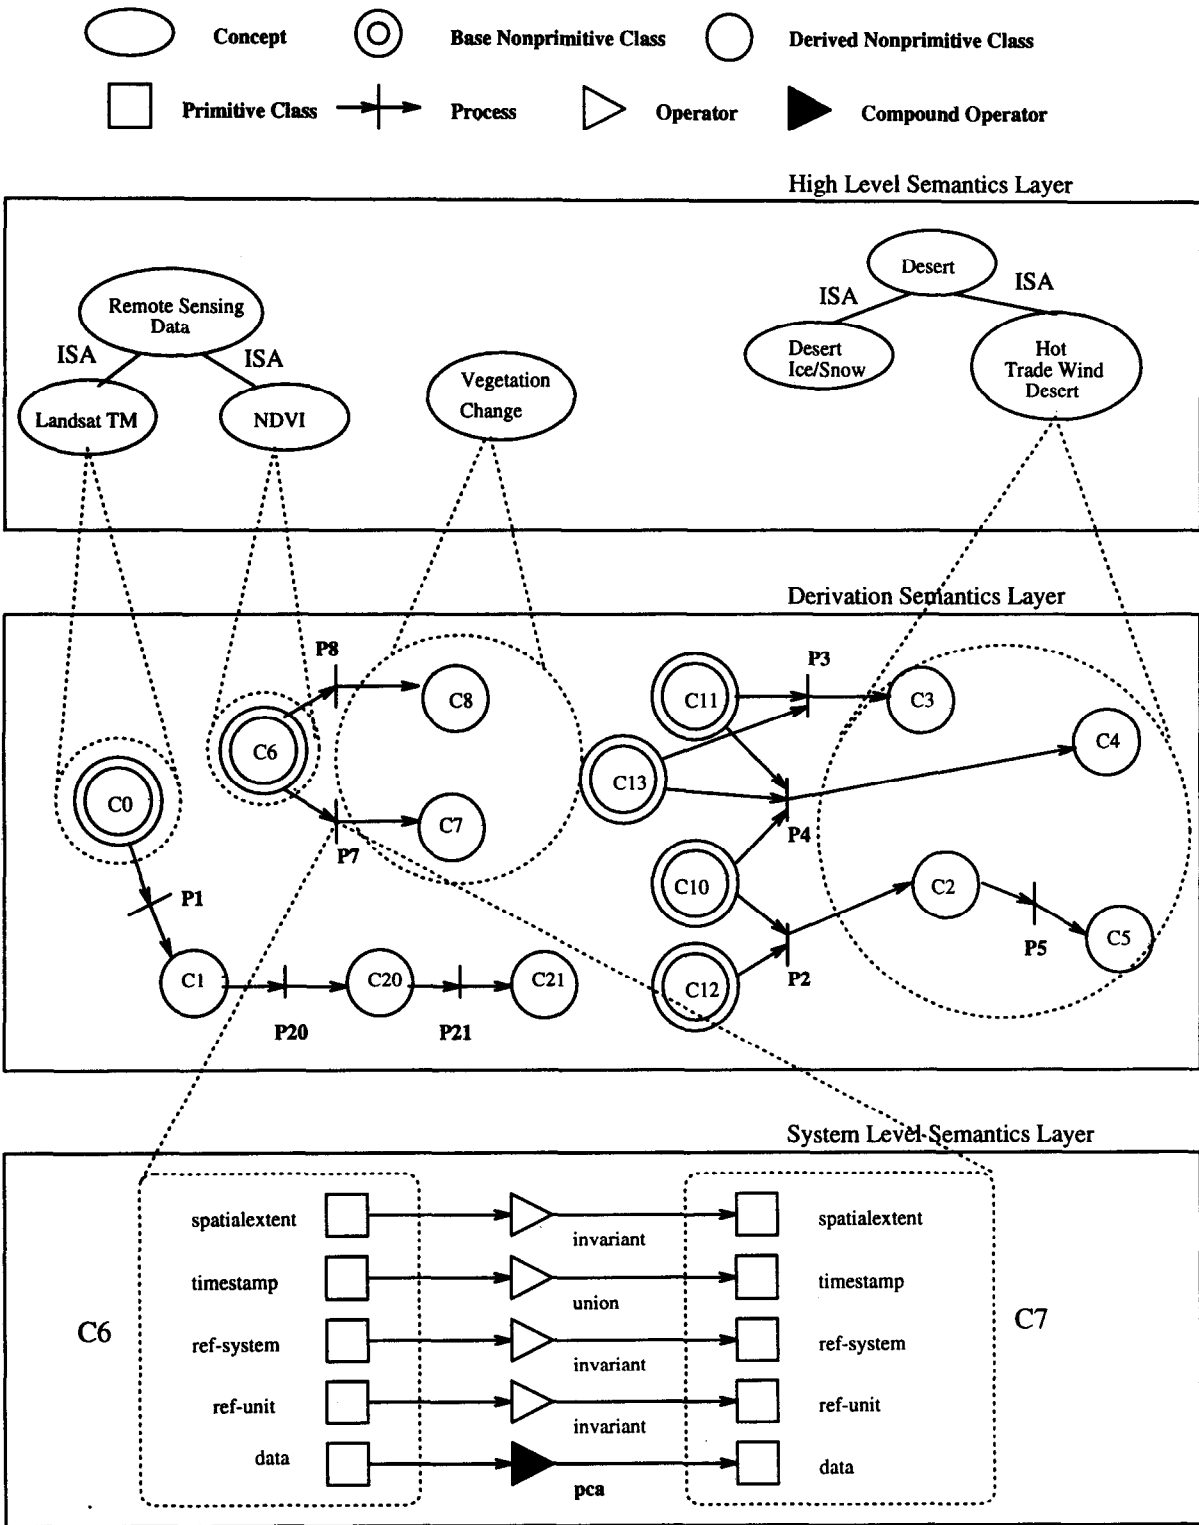 Concept
Base Nonprimitive Class
Derived Nonprimitive Class
Primitive Class
Process
Operator
Compound Operator
High Level Semantics Layer
Remote Sensing
Data
ISA
ISA
Landsat TM
NDVI
Vegetation
Change
Desert
ISA
ISA
Desert
Ice/Snow
Hot
Trade Wind
Desert
Derivation Semantics Layer
P8
C8
C6
C0
C7
P7
P1
C1
C20
C21
P20
P21
P3
C11
C3
C4
C13
P4
C10
C2
C12
P2
P5
C5
System Level Semantics Layer
spatialextent
invariant
spatialextent
timestamp
union
timestamp
C6
C7
ref-system
invariant
ref-system
ref-unit
invariant
ref-unit
data
pca
data